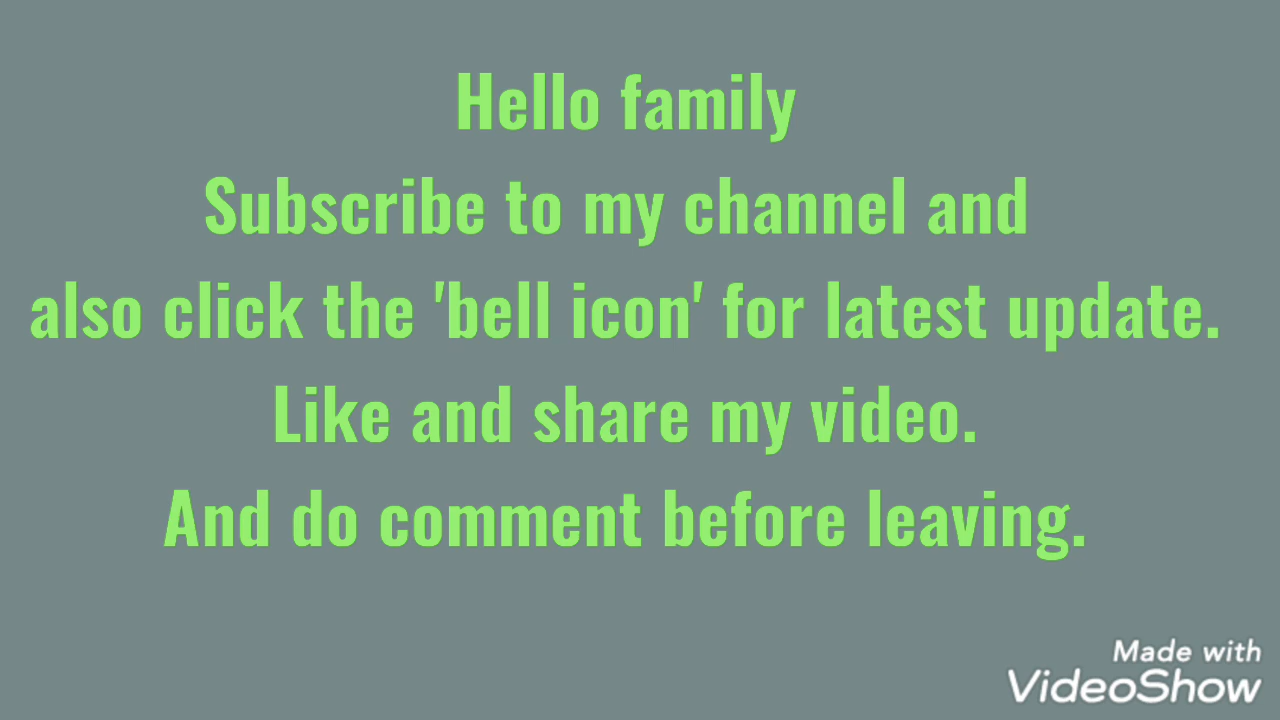 Hello family
Subscribe to my channel and
also click the 'bell icon' for latest update.
Like and share my video.
And do comment before leaving.
Made with
VideoShow